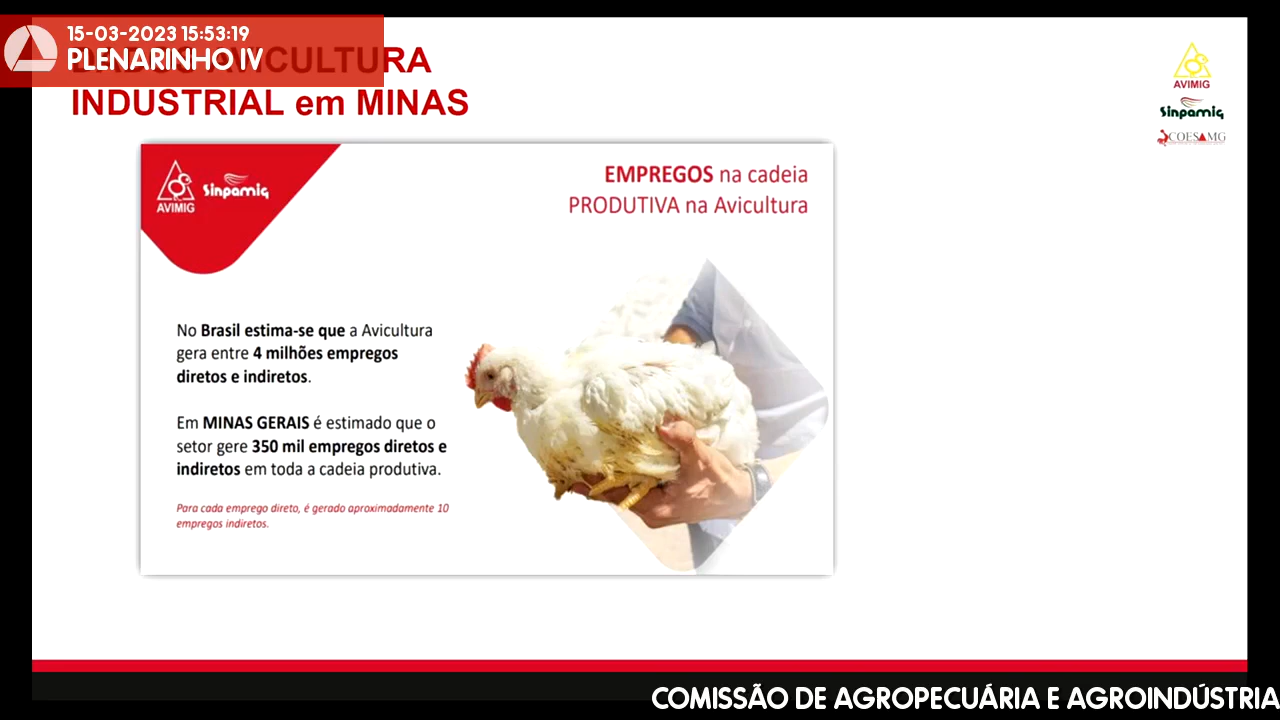 15-03-2023 15:53:19
PLENARINHO IV
AVICULTURA
INDUSTRIAL em MINAS
AVIMIG
Sinpamig
COESAMG
AVIMIG
Sinpamig
EMPREGOS na cadeia
PRODUTIVA na Avicultura
No Brasil estima-se que a Avicultura
gera entre 4 milhões empregos
diretos e indiretos.
Em MINAS GERAIS é estimado que o
setor gere 350 mil empregos diretos e
indiretos em toda a cadeia produtiva.
Para cada emprego direto, é gerado aproximadamente 10
empregos indiretos.
COMISSÃO DE AGROPECUÁRIA E AGROINDÚSTRIA